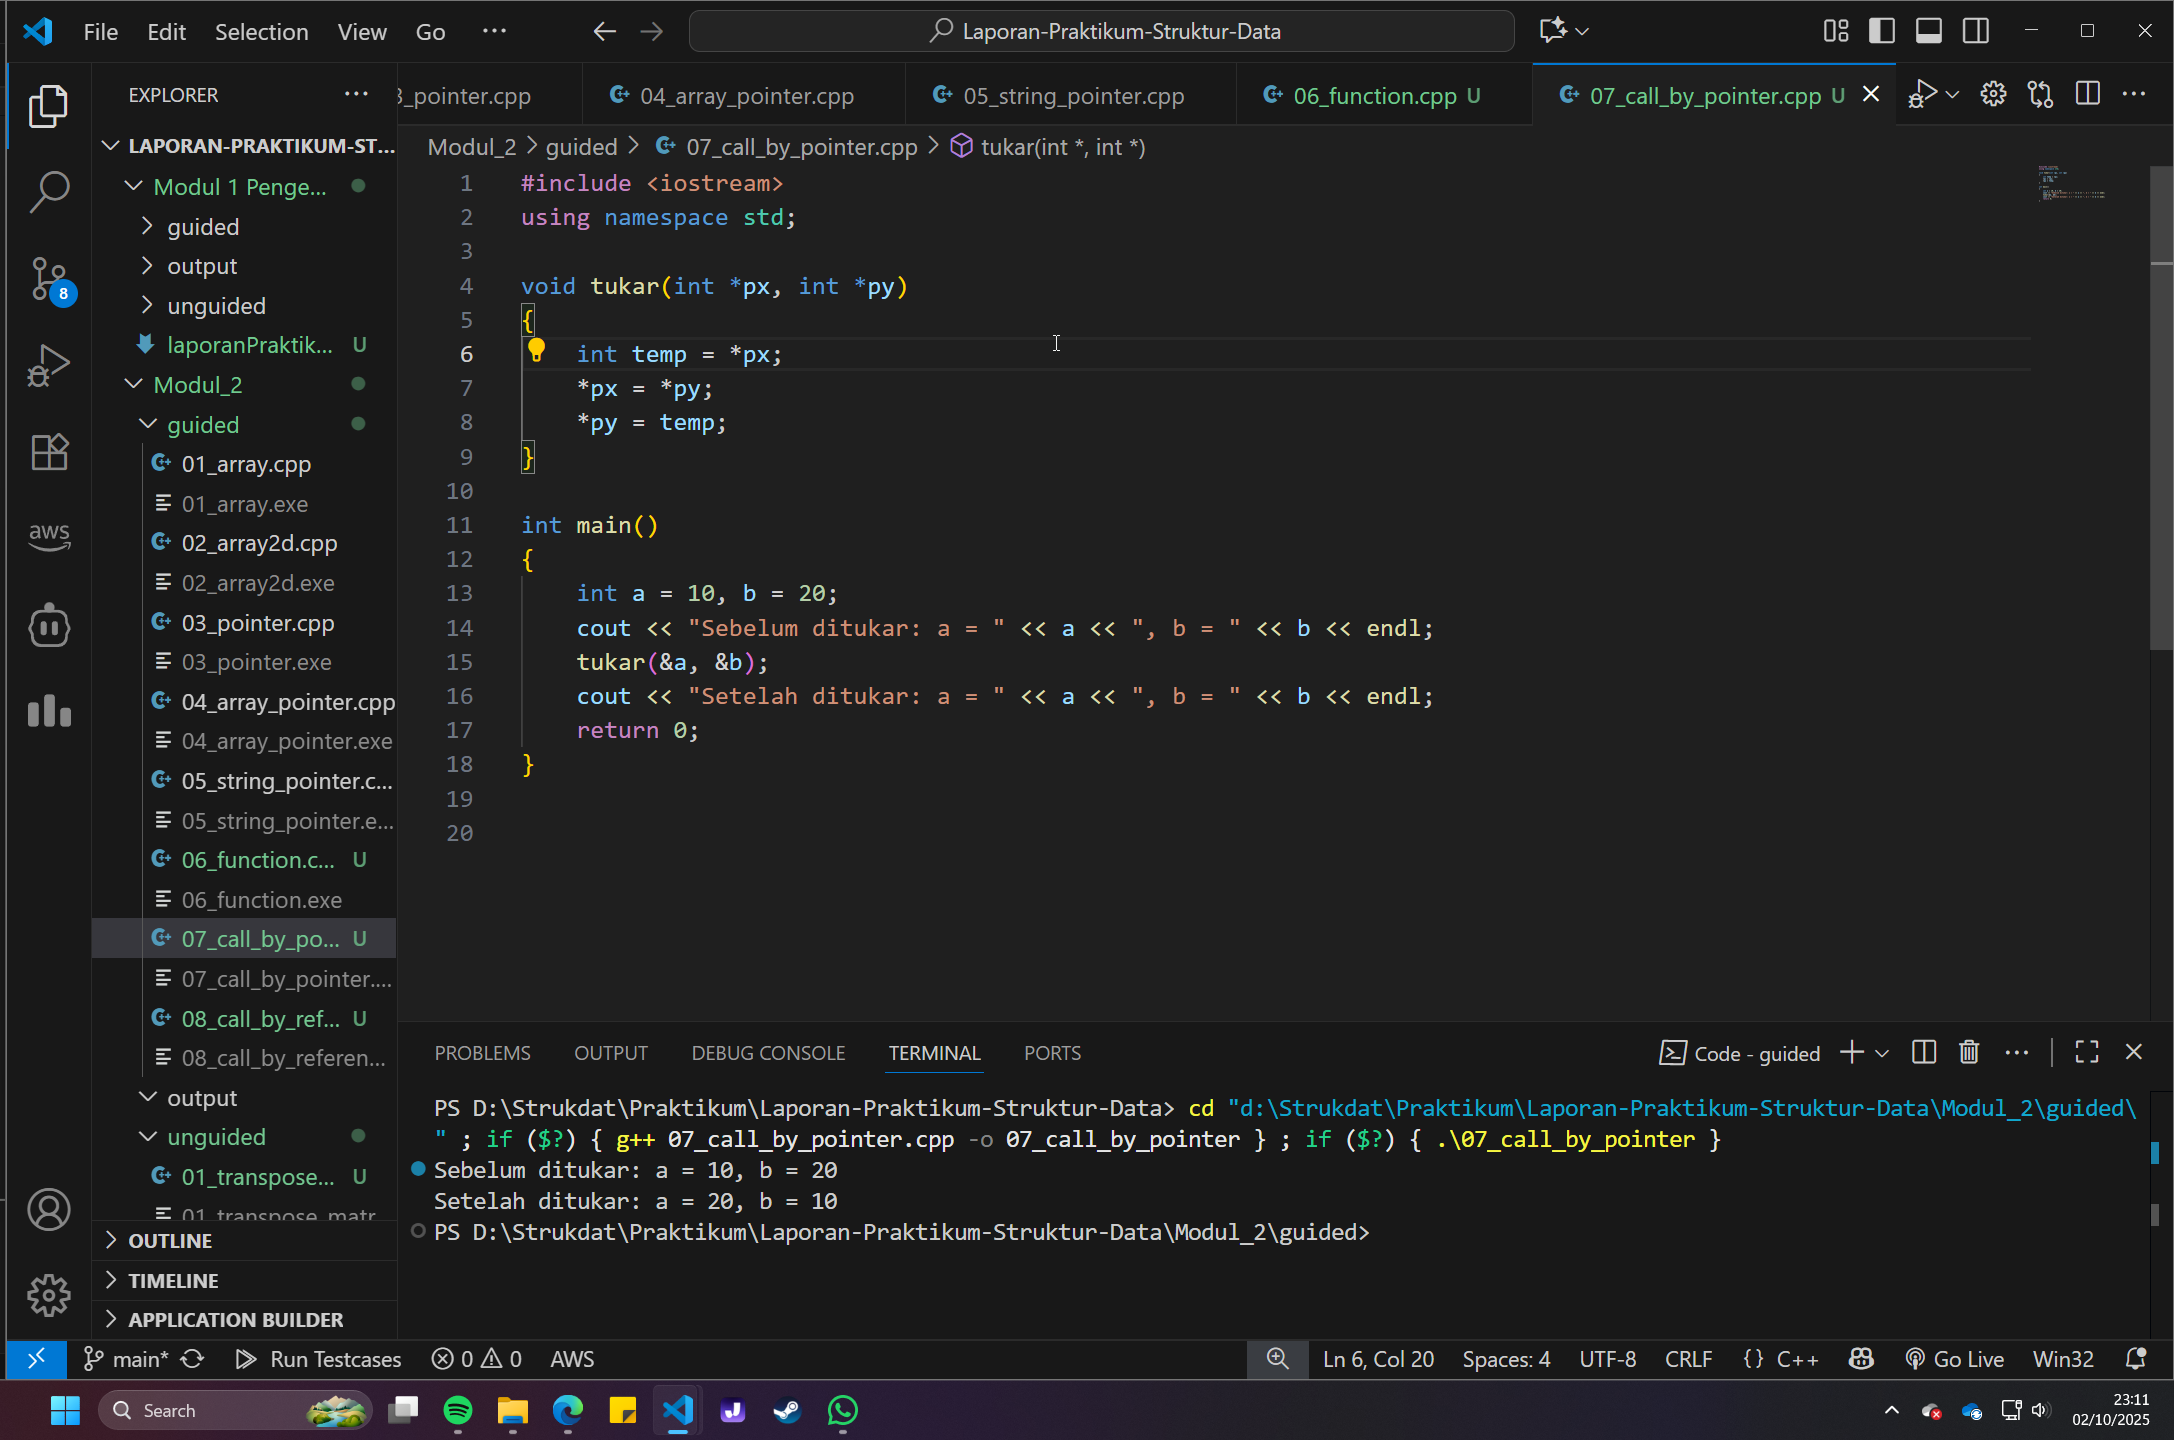 File Edit Selection View Go ··· Laporan-Praktikum-Struktur-Data
EXPLORER ···
3_pointer.cpp 04_array_pointer.cpp 05_string_pointer.cpp 06_function.cpp U 07_call_by_pointer.cpp U
Modul_2 > guided > 07_call_by_pointer.cpp > tukar(int *, int *)
LAPORAN-PRAKTIKUM-ST...
Modul 1 Penge...
guided
output
unguided
laporanPraktik... U
Modul_2
guided
01_array.cpp
01_array.exe
02_array2d.cpp
02_array2d.exe
03_pointer.cpp
03_pointer.exe
04_array_pointer.cpp
04_array_pointer.exe
05_string_pointer.c...
05_string_pointer.e...
06_function.c... U
06_function.exe
07_call_by_po... U
07_call_by_pointer....
08_call_by_ref... U
08_call_by_referen...
output
unguided
01_transpose... U
01_transpose_matr
OUTLINE
TIMELINE
APPLICATION BUILDER
8
aws
1 #include <iostream>
2 using namespace std;
3
4 void tukar(int *px, int *py)
5 {
6 int temp = *px;
7 *px = *py;
8 *py = temp;
9 }
10
11 int main()
12 {
13 int a = 10, b = 20;
14 cout << "Sebelum ditukar: a = " << a << ", b = " << b << endl;
15 tukar(&a, &b);
16 cout << "Setelah ditukar: a = " << a << ", b = " << b << endl;
17 return 0;
18 }
19
20
PROBLEMS OUTPUT DEBUG CONSOLE TERMINAL PORTS Code - guided
PS D:\Strukdat\Praktikum\Laporan-Praktikum-Struktur-Data> cd "d:\Strukdat\Praktikum\Laporan-Praktikum-Struktur-Data\Modul_2\guided\
" ; if ($?) { g++ 07_call_by_pointer.cpp -o 07_call_by_pointer } ; if ($?) { .\07_call_by_pointer }
Sebelum ditukar: a = 10, b = 20
Setelah ditukar: a = 20, b = 10
PS D:\Strukdat\Praktikum\Laporan-Praktikum-Struktur-Data\Modul_2\guided>
main* Run Testcases 0 0 AWS Ln 6, Col 20 Spaces: 4 UTF-8 CRLF {} C++ Go Live Win32
Search
23:11
02/10/2025